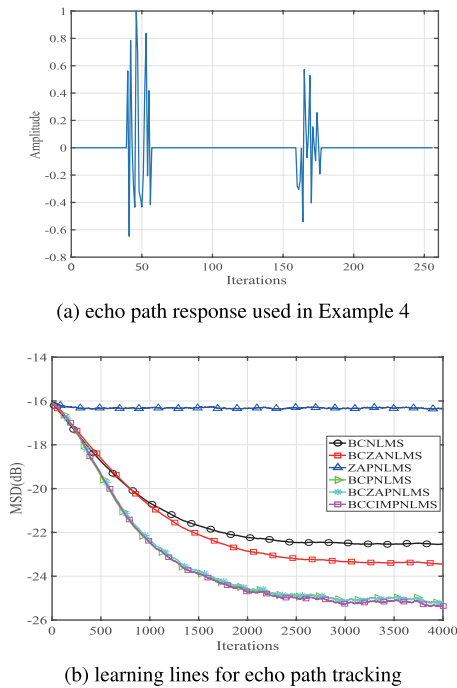 1
0.8
0.6
0.4
0.2
0
-0.2
-0.4
-0.6
-0.8
Amplitude
0 50 100 150 200 250
Iterations
(a) echo path response used in Example 4
-14
-16
-18
-20
-22
-24
-26
MSD(dB)
BCNLMS
BCZANLMS
ZAPNLMS
BCPNLMS
BCZAPNLMS
BCCIMPNLMS
0 500 1000 1500 2000 2500 3000 3500 4000
Iterations
(b) learning lines for echo path tracking